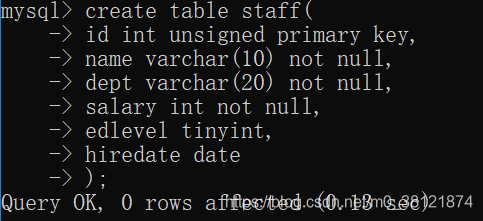 mysql> create table staff(
-> id int unsigned primary key,
-> name varchar(10) not null,
-> dept varchar(20) not null,
-> salary int not null,
-> edlevel tinyint,
-> hiredate date
-> );
Query OK, 0 rows affected (0.13 sec)
https://blog.csdn.net/m0_38121874